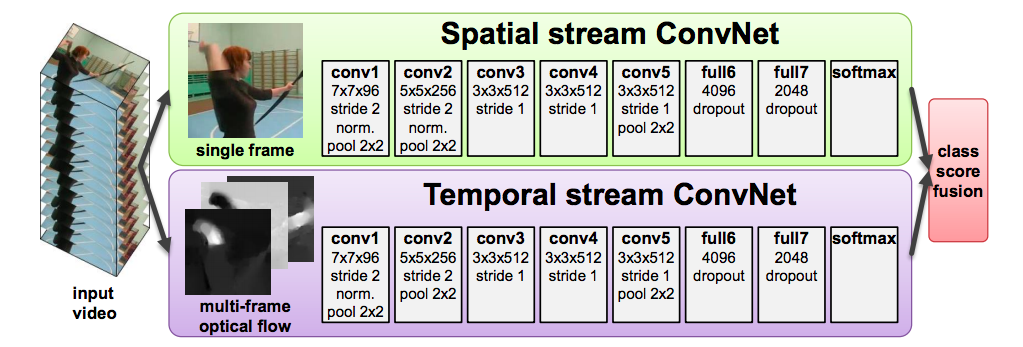 Spatial stream ConvNet
conv1
7x7x96
stride 2
norm.
pool 2x2
conv2
5x5x256
stride 2
norm.
pool 2x2
conv3
3x3x512
stride 1
conv4
3x3x512
stride 1
conv5
3x3x512
stride 1
pool 2x2
full6
4096
dropout
full7
2048
dropout
softmax
single frame
Temporal stream ConvNet
conv1
7x7x96
stride 2
norm.
pool 2x2
conv2
5x5x256
stride 2
pool 2x2
conv3
3x3x512
stride 1
conv4
3x3x512
stride 1
conv5
3x3x512
stride 1
pool 2x2
full6
4096
dropout
full7
2048
dropout
softmax
multi-frame
optical flow
input
video
class
score
fusion